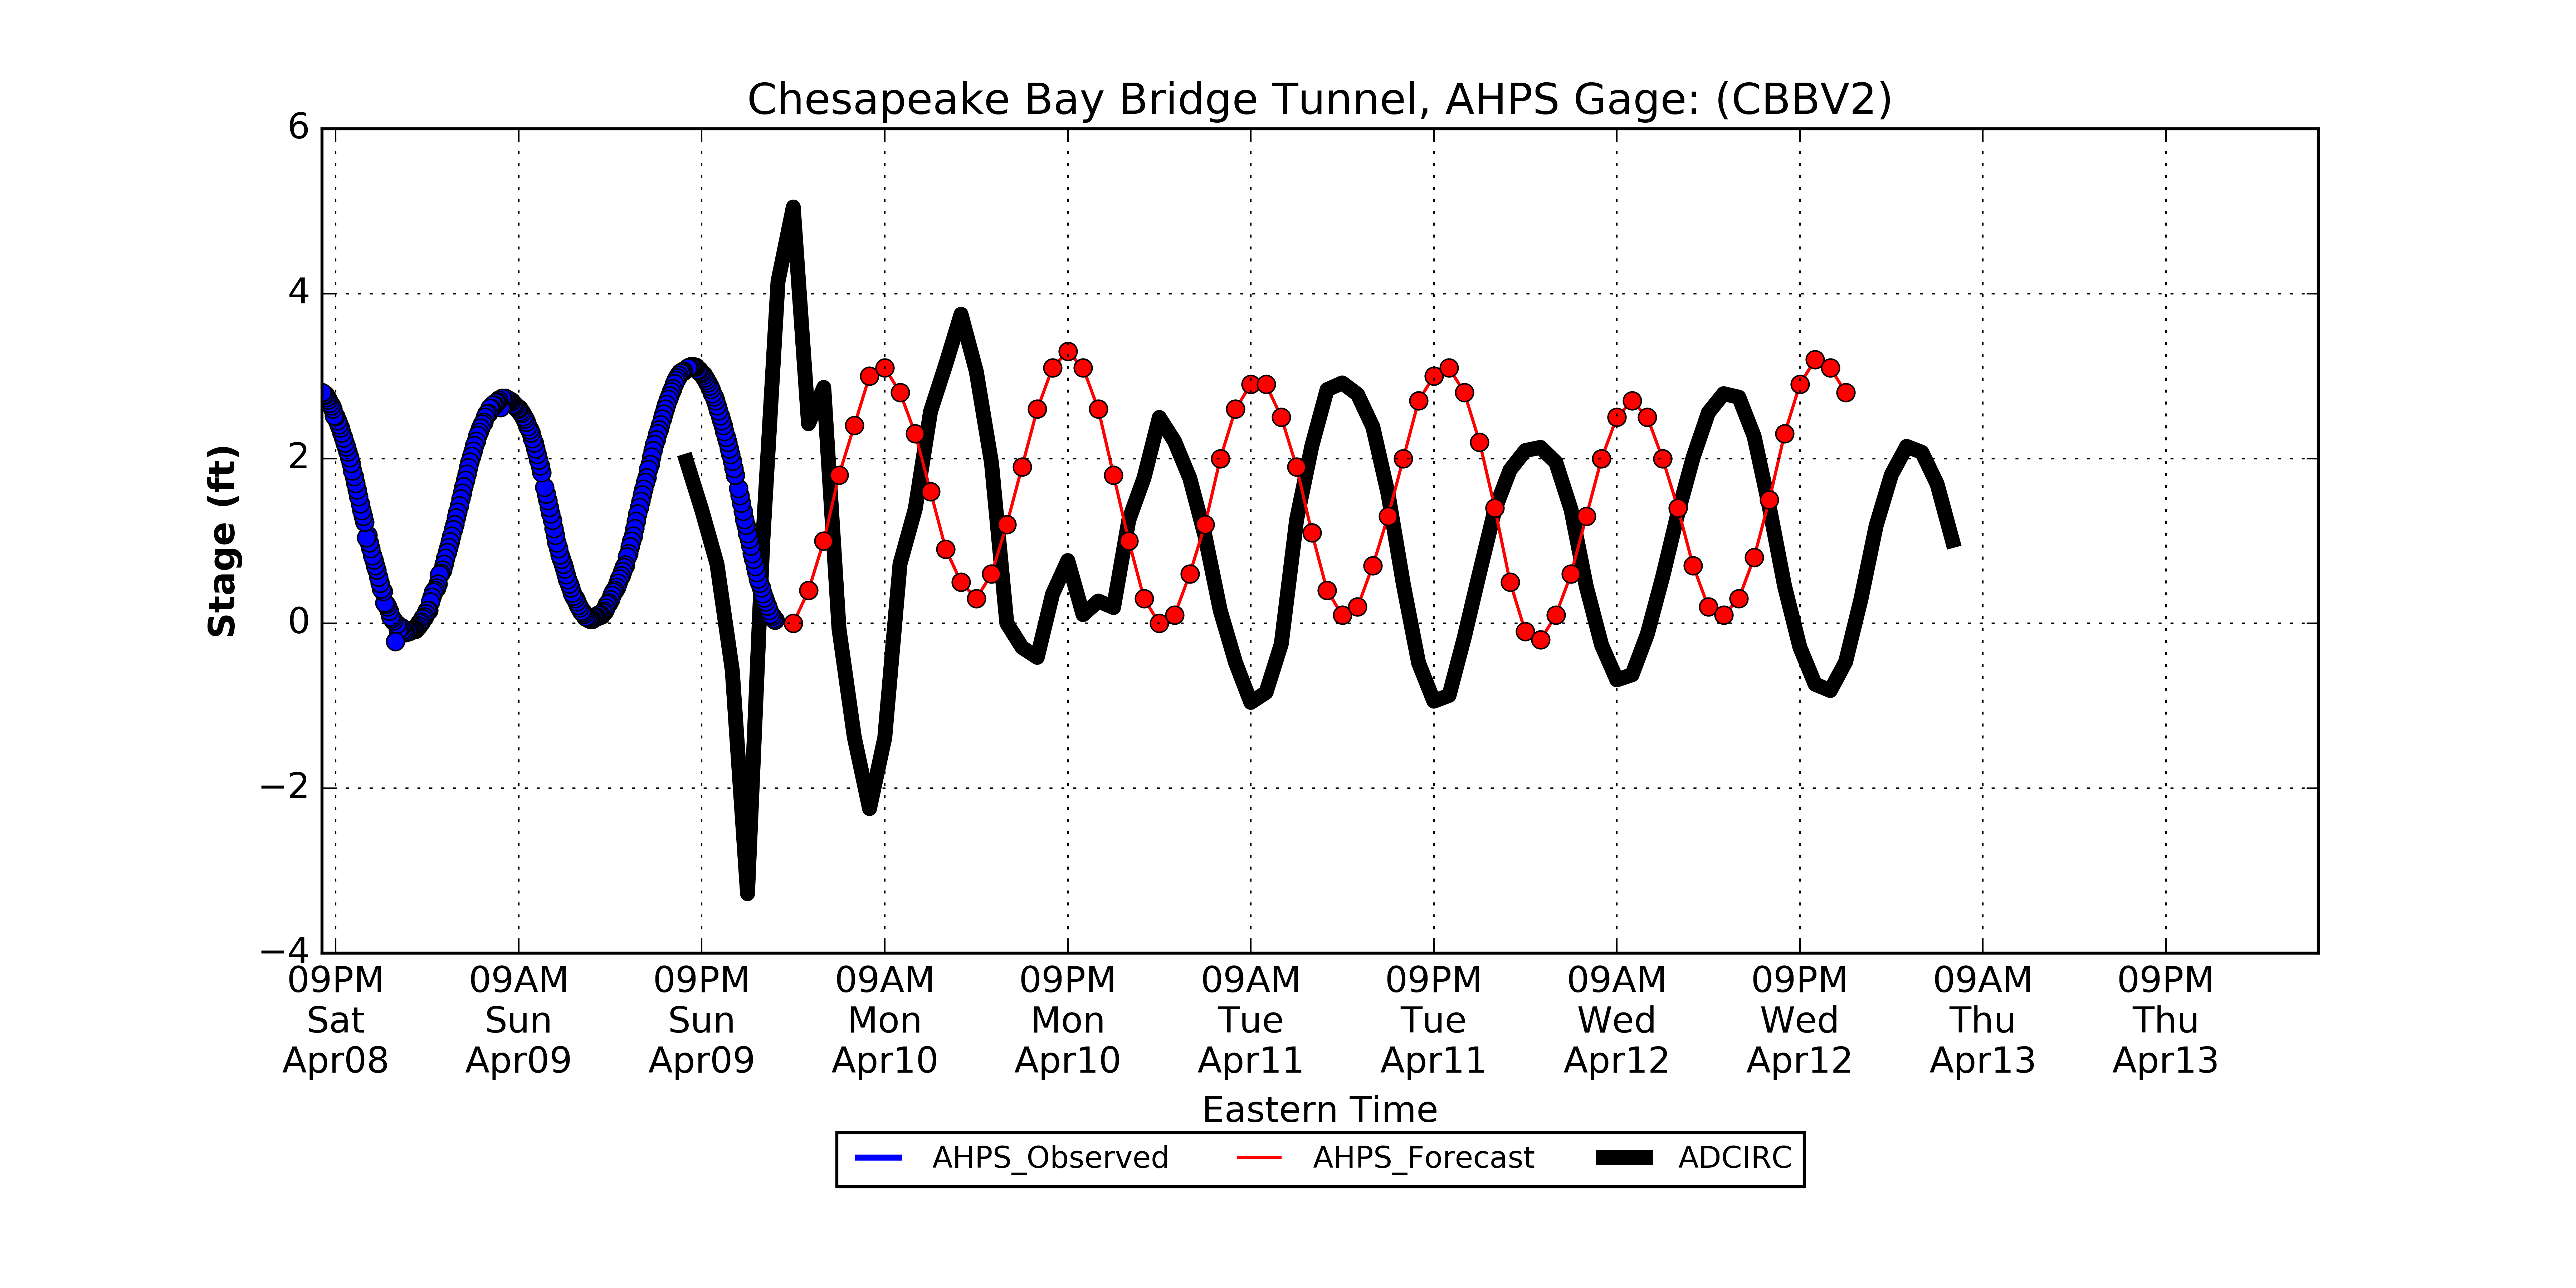 Chesapeake Bay Bridge Tunnel, AHPS Gage: (CBBV2)
6
4
2
0
−2
−4
Stage (ft)
09PM 09AM 09PM 09AM 09PM 09AM 09PM 09AM 09PM 09AM 09PM
Sat Sun Sun Mon Mon Tue Tue Wed Wed Thu Thu
Apr08 Apr09 Apr09 Apr10 Apr10 Apr11 Apr11 Apr12 Apr12 Apr13 Apr13
Eastern Time
AHPS_Observed AHPS_Forecast ADCIRC